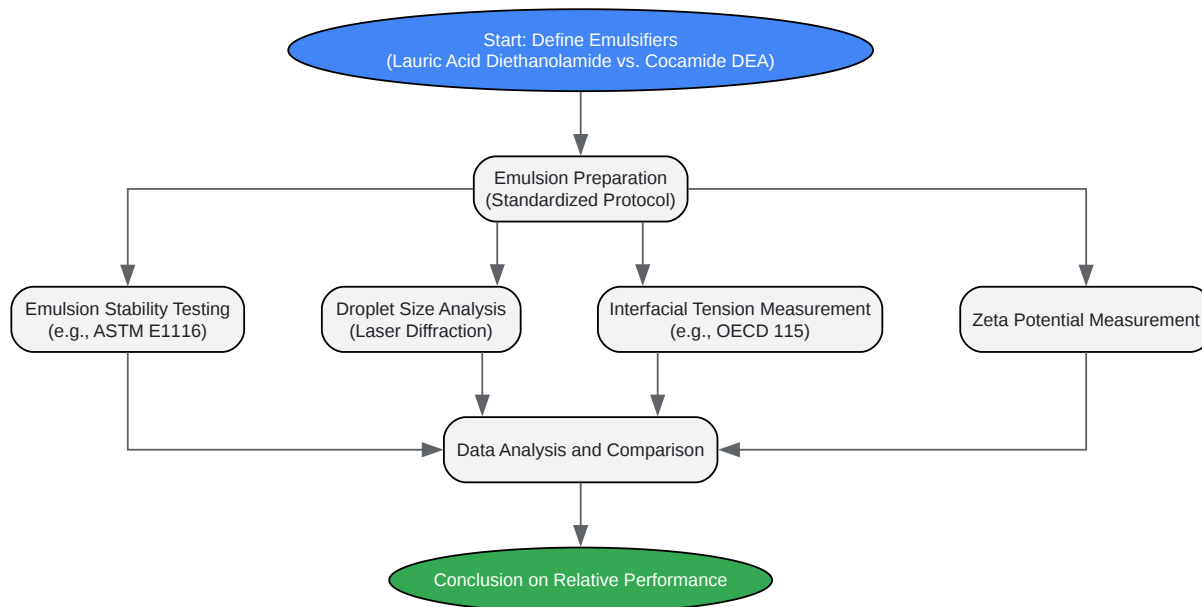 Start: Define Emulsifiers
(Lauric Acid Diethanolamide vs. Cocamide DEA)
Emulsion Preparation
(Standardized Protocol)
Emulsion Stability Testing
(e.g., ASTM E1116)
Droplet Size Analysis
(Laser Diffraction)
Interfacial Tension Measurement
(e.g., OECD 115)
Zeta Potential Measurement
Data Analysis and Comparison
Conclusion on Relative Performance